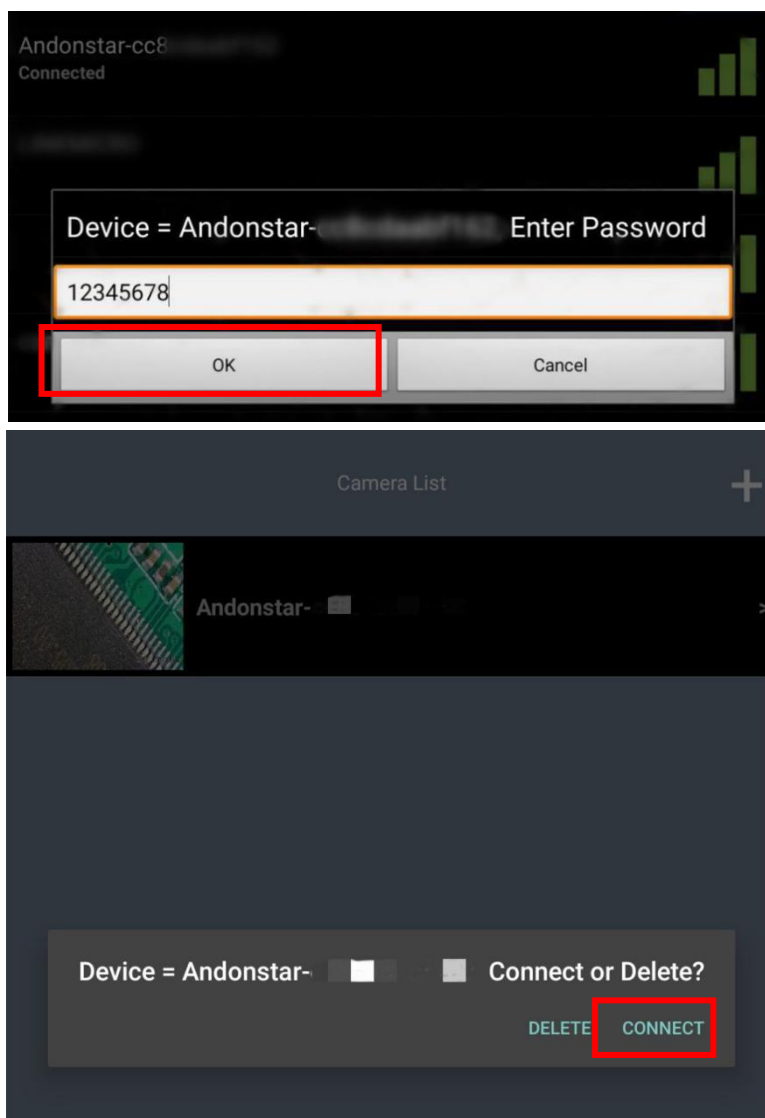 Andonstar-cc8
Connected
Device = Andonstar- Enter Password
12345678
OK Cancel
Camera List +
Andonstar- >
Device = Andonstar- Connect or Delete?
DELETE CONNECT